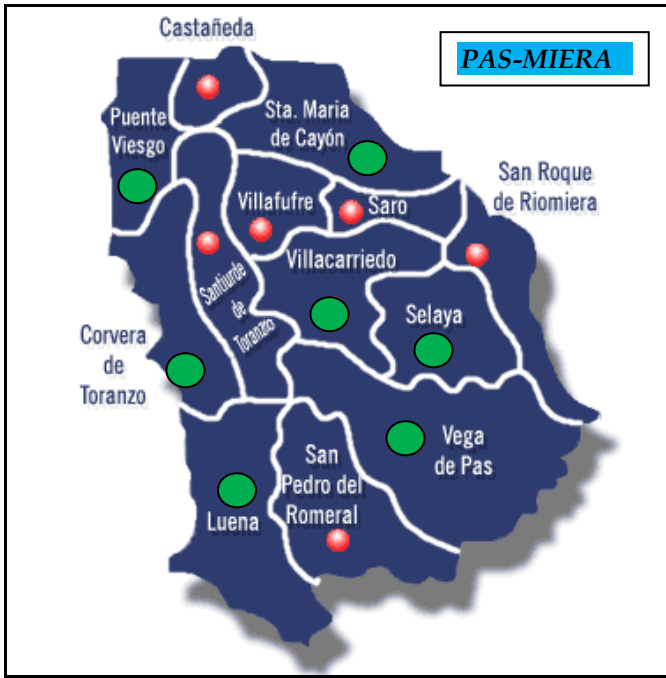 Castañeda
PAS-MIERA
Puente
Viesgo
Sta. Maria
de Cayón
San Roque
de Riomiera
Villafufre
Saro
Villacarriedo
Santiurde
de
Toranzo
Selaya
Corvera
de
Toranzo
Vega
de Pas
San
Pedro del
Romeral
Luena